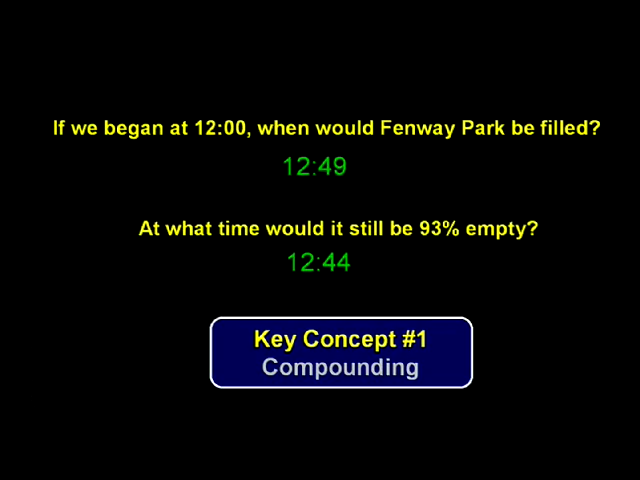 If we began at 12:00, when would Fenway Park be filled?
12:49
At what time would it still be 93% empty?
12:44
Key Concept #1
Compounding